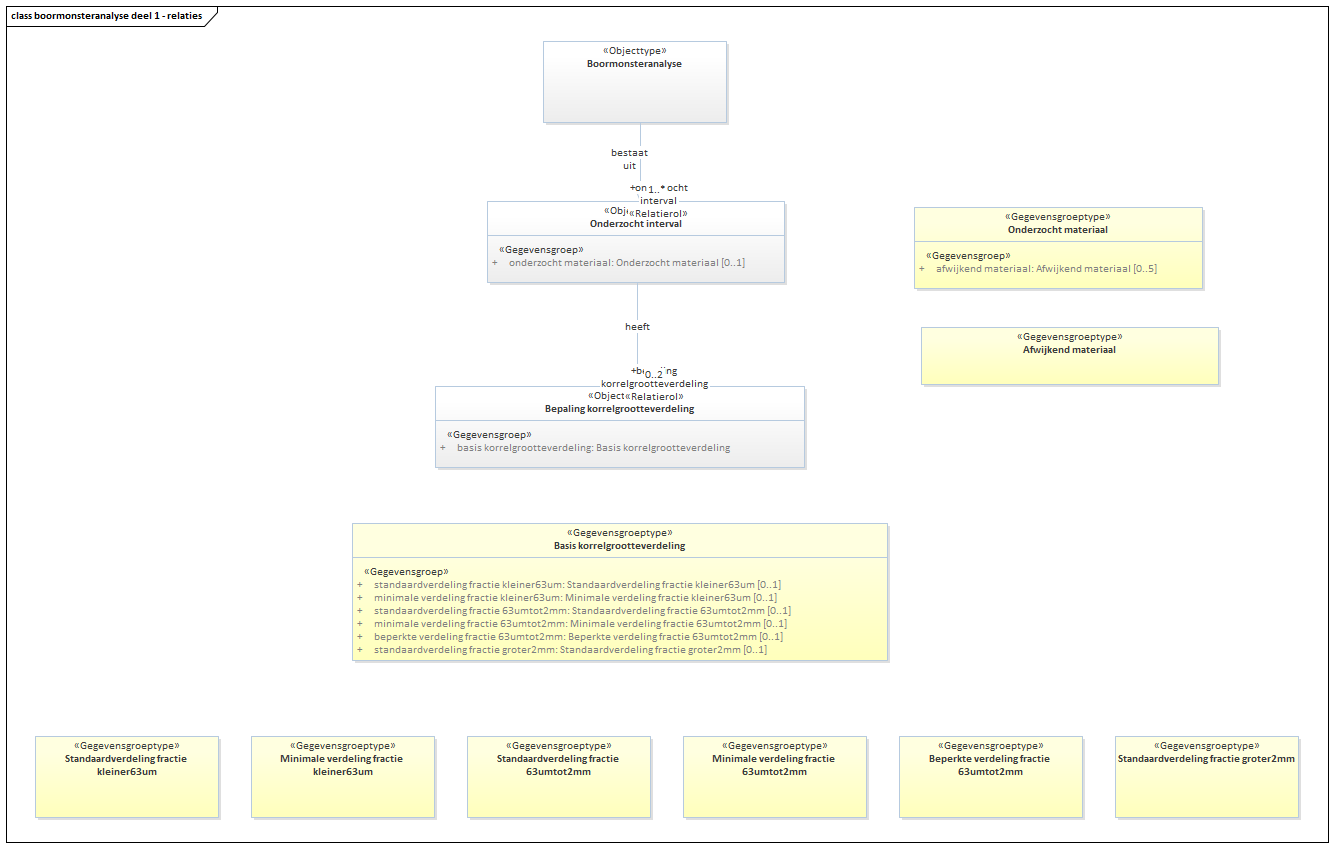 class boormonsteranalyse deel 1 - relaties
«Objecttype»
Boormonsteranalyse
bestaat
uit
1..*
interval
«Relatierol»
Onderzocht interval
«Gegevensgroep»
+ onderzocht materiaal: Onderzocht materiaal [0..1]
«Gegevensgroeptype»
Onderzocht materiaal
«Gegevensgroep»
+ afwijkend materiaal: Afwijkend materiaal [0..5]
heeft
«Gegevensgroeptype»
Afwijkend materiaal
0..2
korrelgrootteverdeling
«Relatierol»
Bepaling korrelgrootteverdeling
«Gegevensgroep»
+ basis korrelgrootteverdeling: Basis korrelgrootteverdeling
«Gegevensgroeptype»
Basis korrelgrootteverdeling
«Gegevensgroep»
+ standaardverdeling fractie kleiner63um: Standaardverdeling fractie kleiner63um [0..1]
+ minimale verdeling fractie kleiner63um: Minimale verdeling fractie kleiner63um [0..1]
+ standaardverdeling fractie 63umtot2mm: Standaardverdeling fractie 63umtot2mm [0..1]
+ minimale verdeling fractie 63umtot2mm: Minimale verdeling fractie 63umtot2mm [0..1]
+ beperkte verdeling fractie 63umtot2mm: Beperkte verdeling fractie 63umtot2mm [0..1]
+ standaardverdeling fractie groter2mm: Standaardverdeling fractie groter2mm [0..1]
«Gegevensgroeptype»
Standaardverdeling fractie
kleiner63um
«Gegevensgroeptype»
Minimale verdeling fractie
kleiner63um
«Gegevensgroeptype»
Standaardverdeling fractie
63umtot2mm
«Gegevensgroeptype»
Minimale verdeling fractie
63umtot2mm
«Gegevensgroeptype»
Beperkte verdeling fractie
63umtot2mm
«Gegevensgroeptype»
Standaardverdeling fractie groter2mm